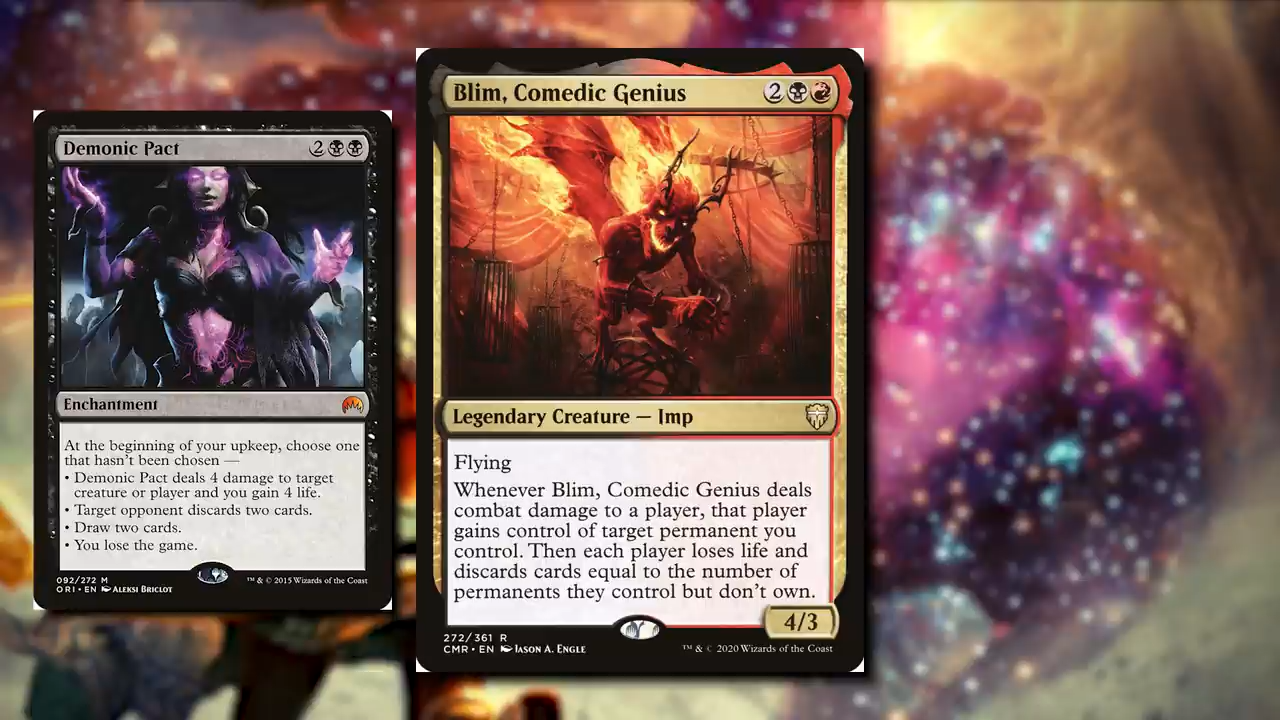 Demonic Pact
2
Enchantment
At the beginning of your upkeep, choose one
that hasn't been chosen —
• Demonic Pact deals 4 damage to target
creature or player and you gain 4 life.
• Target opponent discards two cards.
• Draw two cards.
• You lose the game.
092/272 M
ORI • EN Aleksi Briclot
™ & © 2015 Wizards of the Coast
Blim, Comedic Genius
2
Legendary Creature — Imp
Flying
Whenever Blim, Comedic Genius deals
combat damage to a player, that player
gains control of target permanent you
control. Then each player loses life and
discards cards equal to the number of
permanents they control but don't own.
4/3
272/361 R
CMR • EN Jason A. Engle
™ & © 2020 Wizards of the Coast